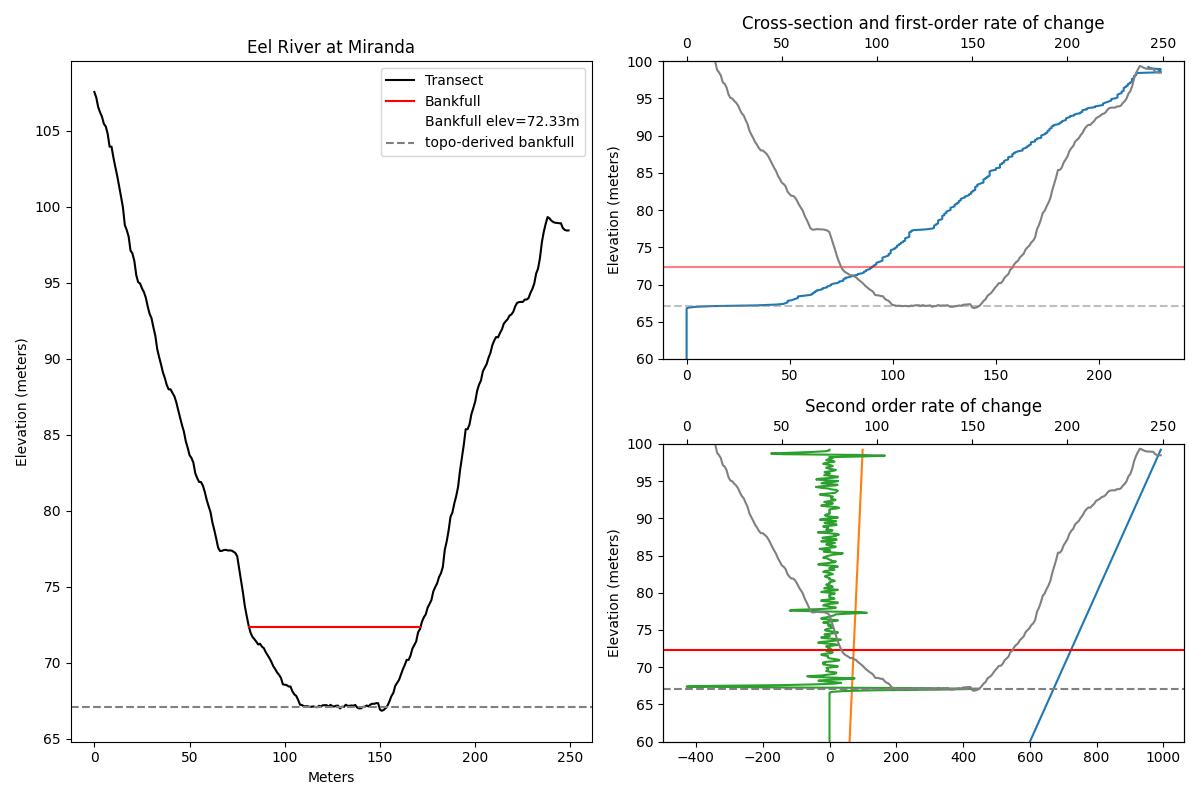 Eel River at Miranda
Transect
Bankfull
Bankfull elev=72.33m
topo-derived bankfull
Elevation (meters)
105
100
95
90
85
80
75
70
65
0 50 100 150 200 250
Meters
Cross-section and first-order rate of change
0 50 100 150 200 250
Elevation (meters)
100
95
90
85
80
75
70
65
60
0 50 100 150 200
Second order rate of change
0 50 100 150 200 250
Elevation (meters)
100
95
90
85
80
75
70
65
60
−400 −200 0 200 400 600 800 1000